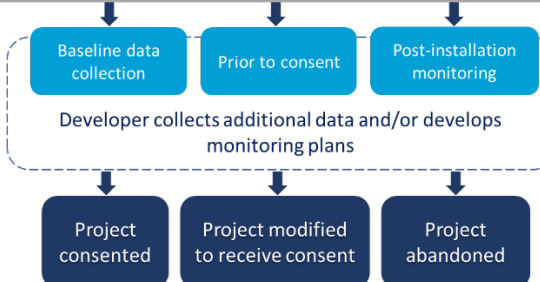 Baseline data
collection
Prior to consent
Post-installation
monitoring
Developer collects additional data and/or develops
monitoring plans
Project
consented
Project modified
to receive consent
Project
abandoned